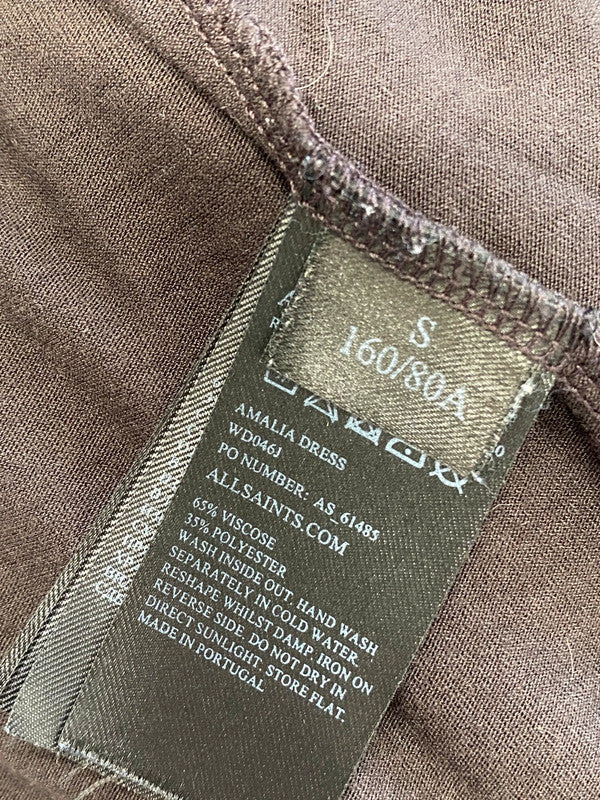 S
160/80A
AMALIA DRESS
WD046J
PO NUMBER: AS_61485
ALLSAINTS.COM
65% VISCOSE
35% POLYESTER
WASH INSIDE OUT. HAND WASH
SEPARATELY IN COLD WATER.
RESHAPE WHILST DAMP. IRON ON
REVERSE SIDE. DO NOT DRY IN
DIRECT SUNLIGHT. STORE FLAT.
MADE IN PORTUGAL